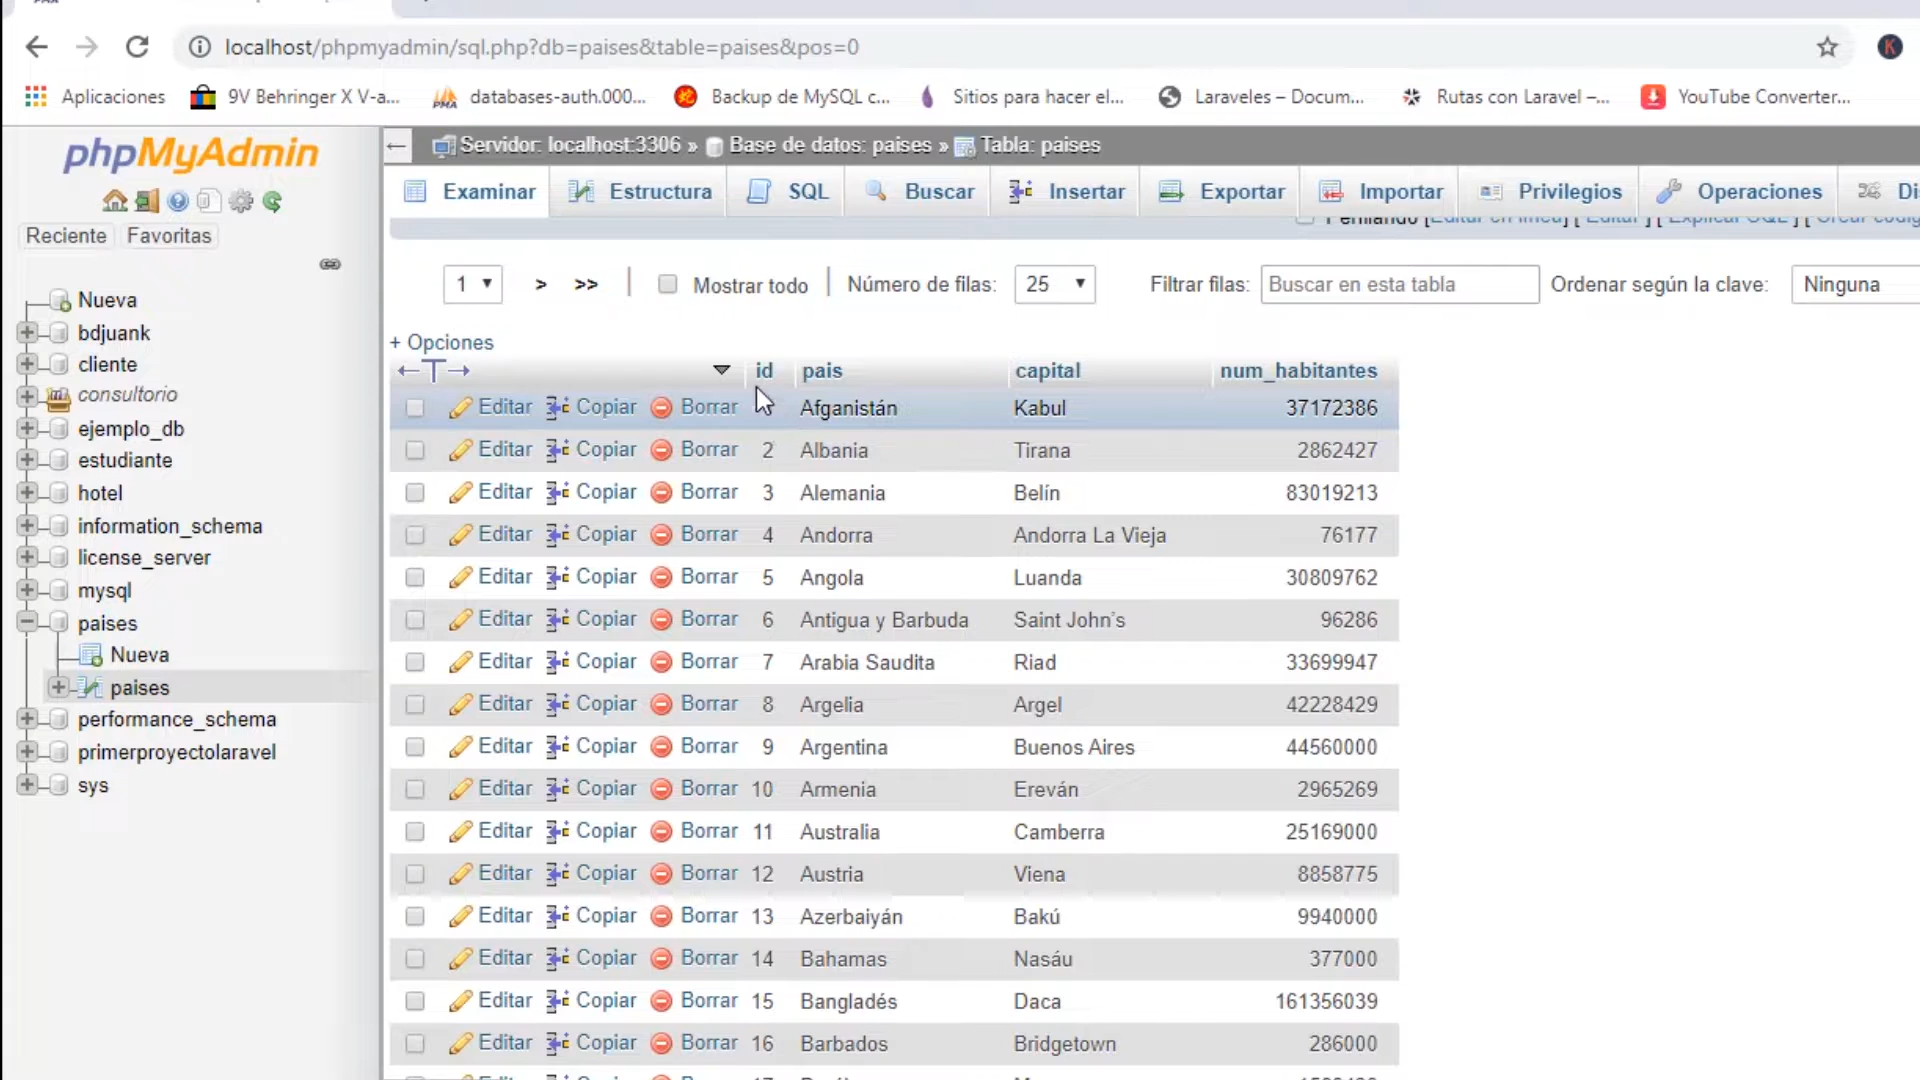 localhost/phpmyadmin/sql.php?db=paises&table=paises&pos=0
K
Aplicaciones 9V Behringer X V-a... databases-auth.000... Backup de MySQL c... Sitios para hacer el... Laraveles – Docum... Rutas con Laravel –... YouTube Converter...
phpMyAdmin
Reciente Favoritas
Nueva
bdjuank
cliente
consultorio
ejemplo_db
estudiante
hotel
information_schema
license_server
mysql
paises
Nueva
paises
performance_schema
primerproyectolaravel
sys
Servidor: localhost:3306 » Base de datos: paises » Tabla: paises
Examinar Estructura SQL Buscar Insertar Exportar Importar Privilegios Operaciones
1 > >> Mostrar todo Número de filas: 25 Filtrar filas: Buscar en esta tabla Ordenar según la clave: Ninguna
+ Opciones
←T→ id pais capital num_habitantes
Editar Copiar Borrar Afganistán Kabul 37172386
Editar Copiar Borrar 2 Albania Tirana 2862427
Editar Copiar Borrar 3 Alemania Belín 83019213
Editar Copiar Borrar 4 Andorra Andorra La Vieja 76177
Editar Copiar Borrar 5 Angola Luanda 30809762
Editar Copiar Borrar 6 Antigua y Barbuda Saint John's 96286
Editar Copiar Borrar 7 Arabia Saudita Riad 33699947
Editar Copiar Borrar 8 Argelia Argel 42228429
Editar Copiar Borrar 9 Argentina Buenos Aires 44560000
Editar Copiar Borrar 10 Armenia Ereván 2965269
Editar Copiar Borrar 11 Australia Camberra 25169000
Editar Copiar Borrar 12 Austria Viena 8858775
Editar Copiar Borrar 13 Azerbaiyán Bakú 9940000
Editar Copiar Borrar 14 Bahamas Nasáu 377000
Editar Copiar Borrar 15 Bangladés Daca 161356039
Editar Copiar Borrar 16 Barbados Bridgetown 286000